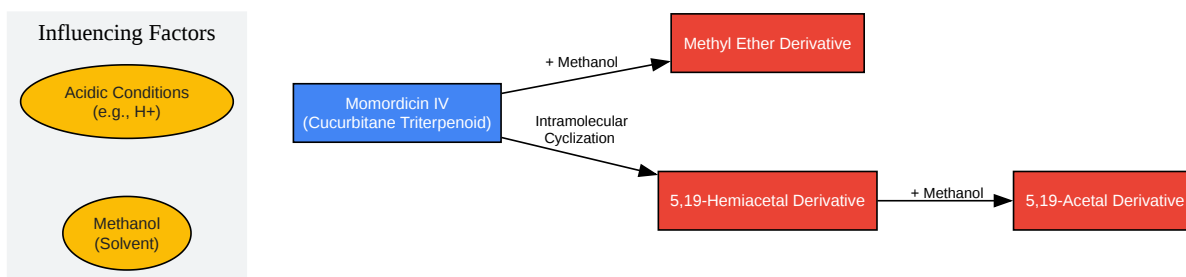 Influencing Factors
Acidic Conditions
(e.g., H+)
Methanol
(Solvent)
Momordicin IV
(Cucurbitane Triterpenoid)
+ Methanol
Methyl Ether Derivative
Intramolecular
Cyclization
5,19-Hemiacetal Derivative
+ Methanol
5,19-Acetal Derivative